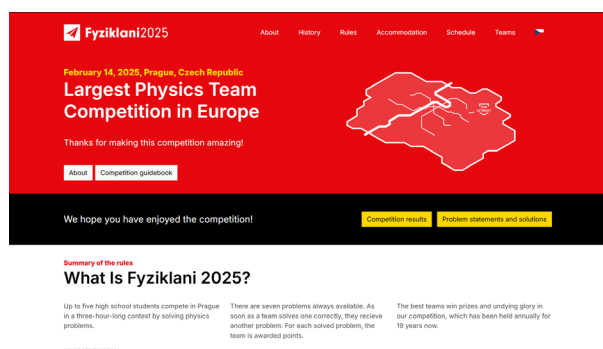 Fyziklani2025
About History Rules Accommodation Schedule Teams
February 14, 2025, Prague, Czech Republic
Largest Physics Team
Competition in Europe
Thanks for making this competition amazing!
About Competition guidebook
We hope you have enjoyed the competition!
Competition results Problem statements and solutions
Summary of the rules
What Is Fyziklani 2025?
Up to five high school students compete in Prague
in a three-hour-long contest by solving physics
problems.
There are seven problems always available. As
soon as a team solves one correctly, they recieve
another problem. For each solved problem, the
team is awarded points.
The best teams win prizes and undying glory in
our competition, which has been held annually for
19 years now.